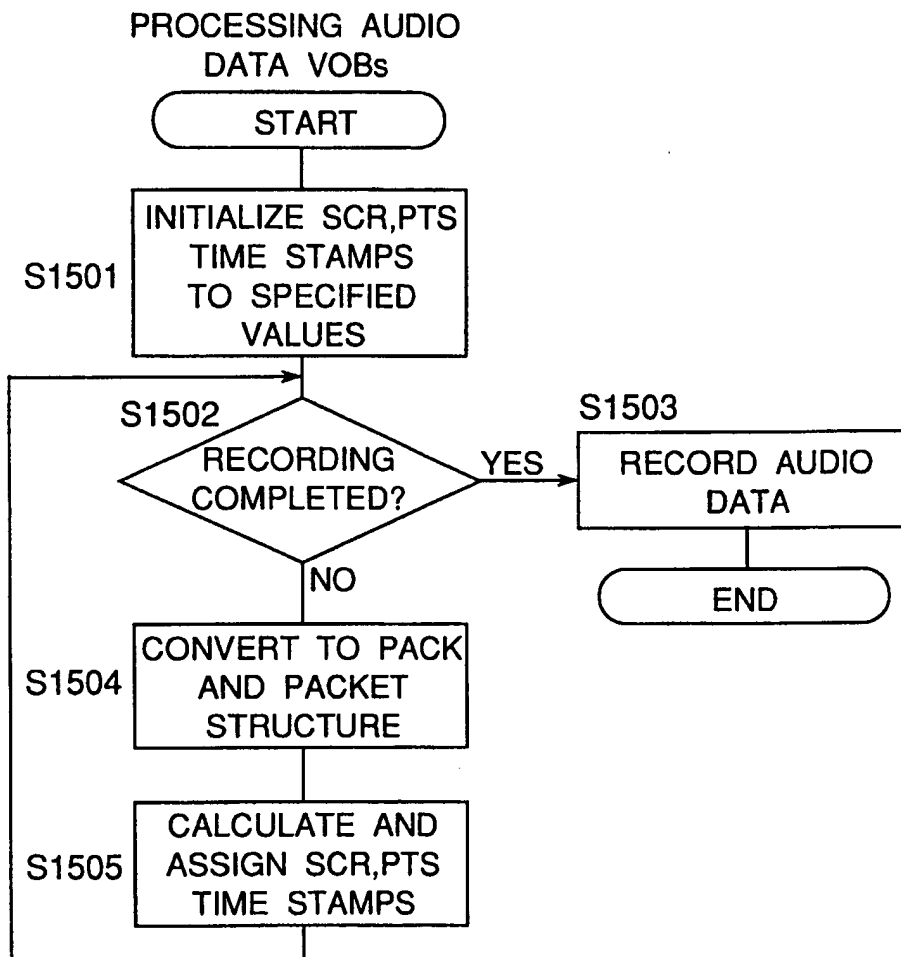 PROCESSING AUDIO
DATA VOBs
START
S1501
INITIALIZE SCR,PTS
TIME STAMPS
TO SPECIFIED
VALUES
S1502
RECORDING
COMPLETED?
YES
S1503
RECORD AUDIO
DATA
END
NO
S1504
CONVERT TO PACK
AND PACKET
STRUCTURE
S1505
CALCULATE AND
ASSIGN SCR,PTS
TIME STAMPS